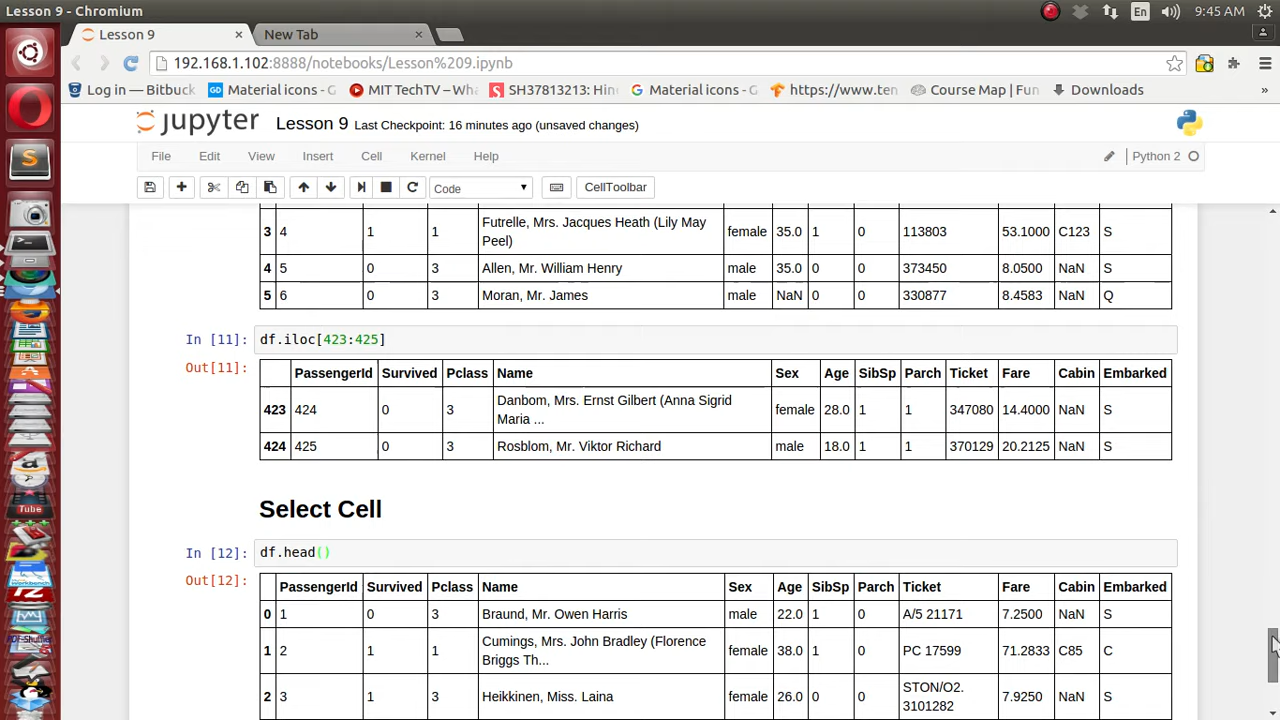 Lesson 9 - Chromium
En
9:45 AM
Lesson 9
New Tab
192.168.1.102:8888/notebooks/Lesson%209.ipynb
Log in — Bitbuck
Material icons - G
MIT TechTV – Wha
SH37813213: Hin
Material icons - G
https://www.ten
Course Map | Fun
Downloads
»
jupyter Lesson 9 Last Checkpoint: 16 minutes ago (unsaved changes)
File Edit View Insert Cell Kernel Help
Python 2
Code
CellToolbar
3 4 1 1 Futrelle, Mrs. Jacques Heath (Lily May female 35.0 1 0 113803 53.1000 C123 S
Peel)
4 5 0 3 Allen, Mr. William Henry male 35.0 0 0 373450 8.0500 NaN S
5 6 0 3 Moran, Mr. James male NaN 0 0 330877 8.4583 NaN Q
In [11]: df.iloc[423:425]
Out[11]:
PassengerId Survived Pclass Name Sex Age SibSp Parch Ticket Fare Cabin Embarked
423 424 0 3 Danbom, Mrs. Ernst Gilbert (Anna Sigrid female 28.0 1 1 347080 14.4000 NaN S
Maria ...
424 425 0 3 Rosblom, Mr. Viktor Richard male 18.0 1 1 370129 20.2125 NaN S
Select Cell
In [12]: df.head()
Out[12]:
PassengerId Survived Pclass Name Sex Age SibSp Parch Ticket Fare Cabin Embarked
0 1 0 3 Braund, Mr. Owen Harris male 22.0 1 0 A/5 21171 7.2500 NaN S
1 2 1 1 Cumings, Mrs. John Bradley (Florence female 38.0 1 0 PC 17599 71.2833 C85 C
Briggs Th...
2 3 1 3 Heikkinen, Miss. Laina female 26.0 0 0 STON/O2. 7.9250 NaN S
3101282